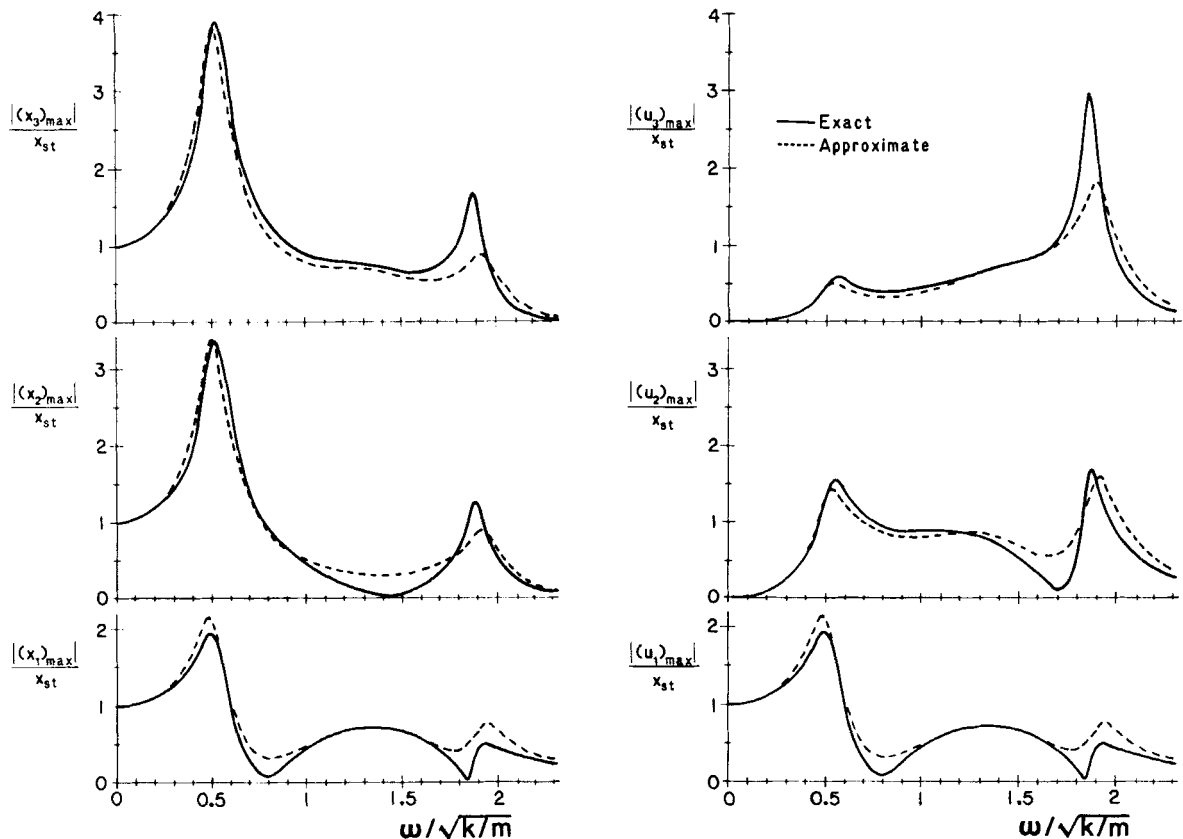 4
3
2
1
0
|(x₃)max|
xst
3
2
1
0
|(x₂)max|
xst
2
1
0
|(x₁)max|
xst
0 0.5 1 1.5 2
ω/√k/m
4
3
2
1
0
|(u₃)max|
xst
Exact
Approximate
3
2
1
0
|(u₂)max|
xst
2
1
0
|(u₁)max|
xst
0 0.5 1 1.5 2
ω/√k/m